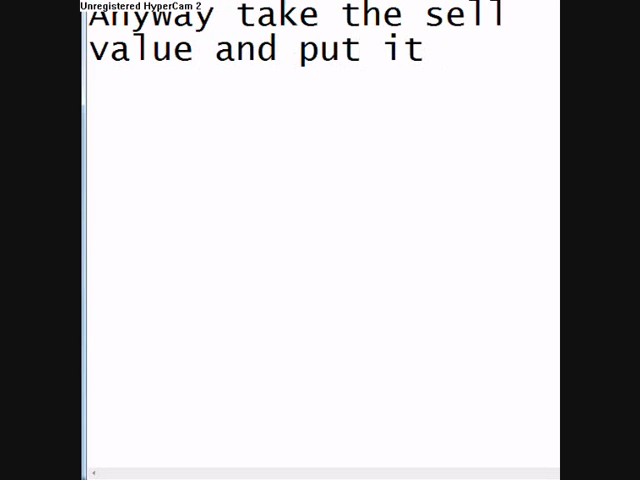 Unregistered HyperCam 2
Anyway take the sell
value and put it